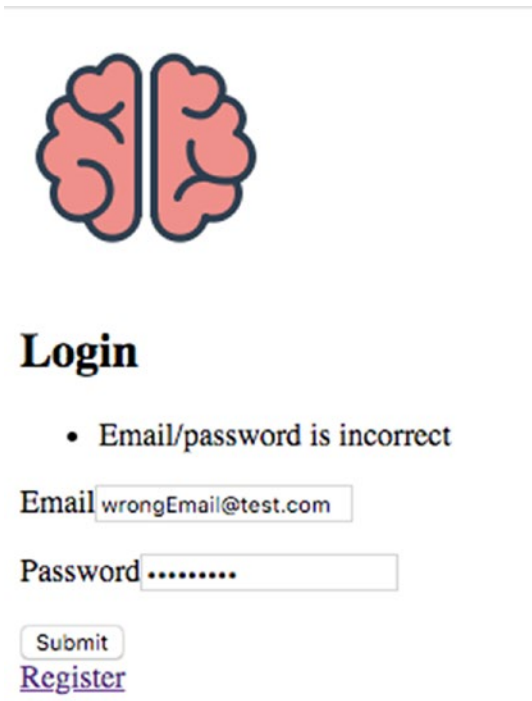 Login
• Email/password is incorrect
Email wrongEmail@test.com
Password •••••••••
Submit
Register